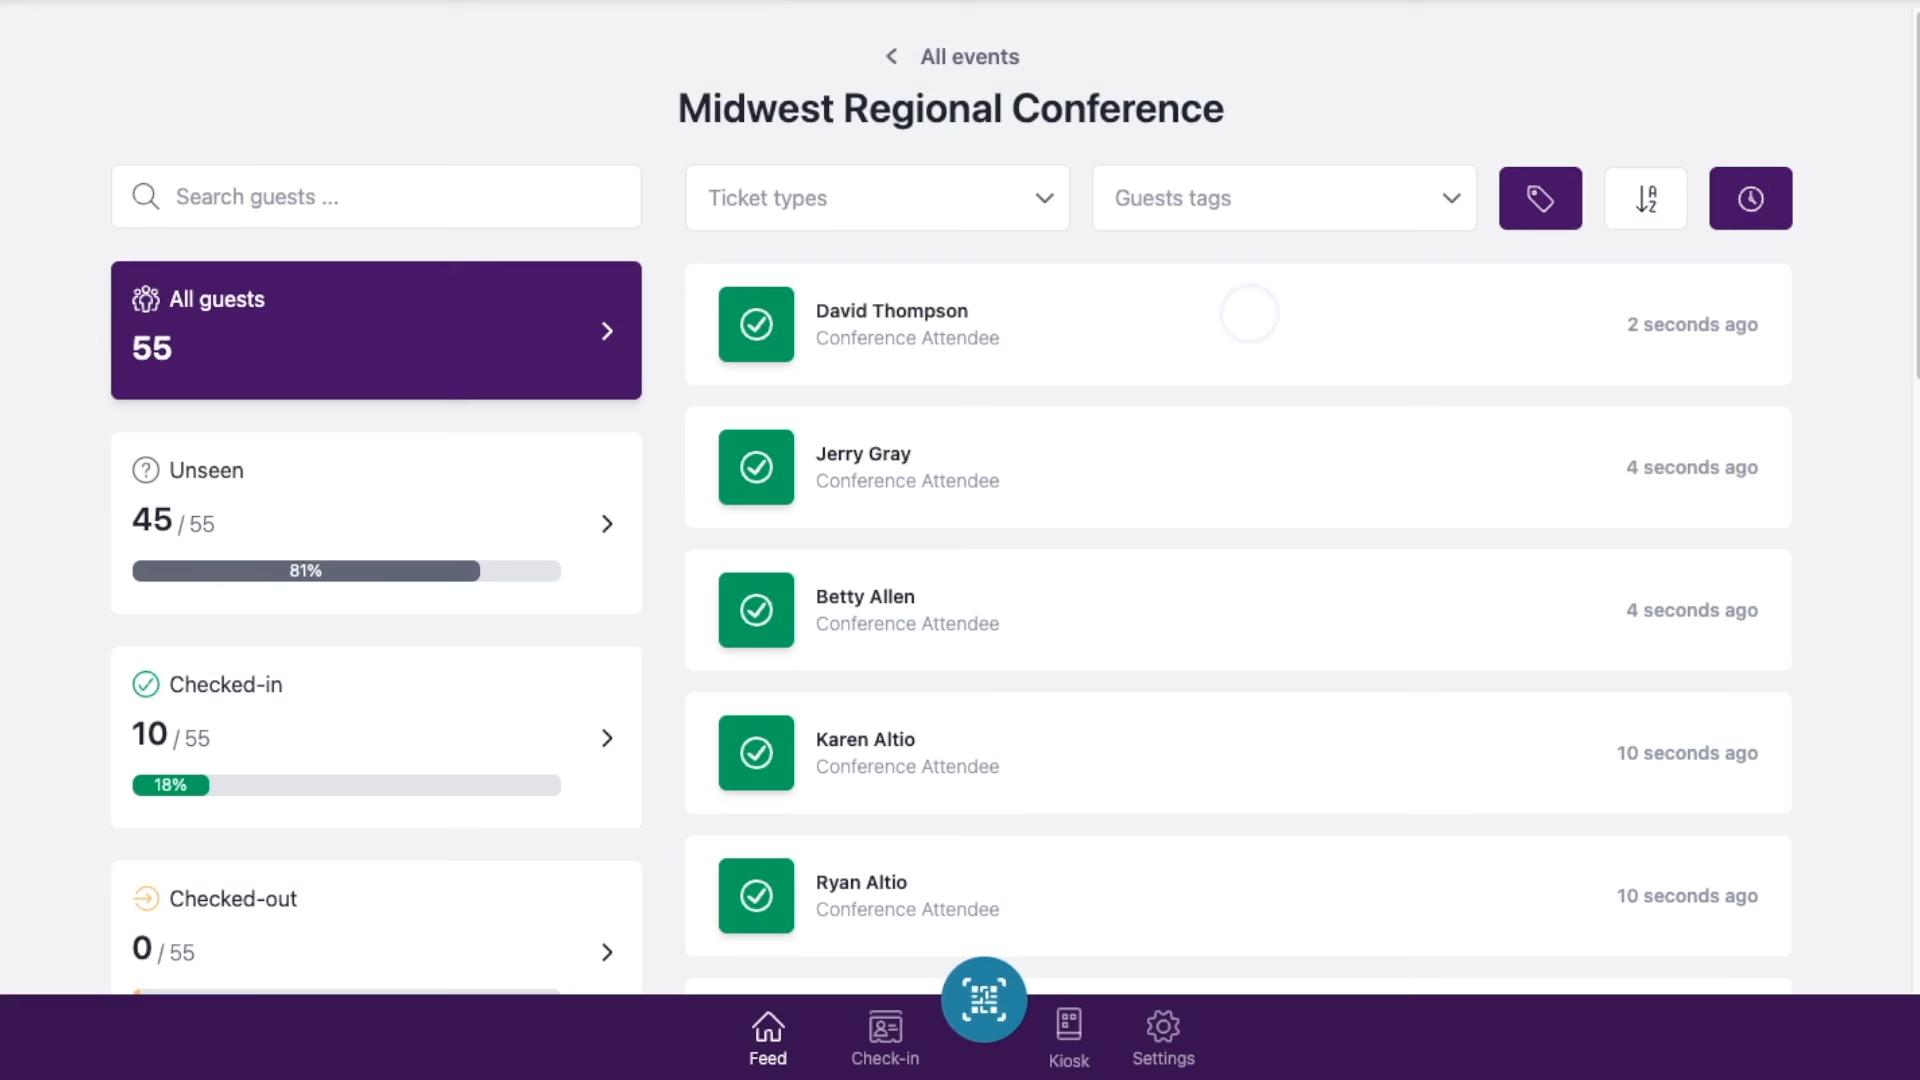 All events
Midwest Regional Conference
Search guests ...
Ticket types
Guests tags
All guests
55
Unseen
45 / 55
81%
Checked-in
10 / 55
18%
Checked-out
0 / 55
David Thompson
Conference Attendee
2 seconds ago
Jerry Gray
Conference Attendee
4 seconds ago
Betty Allen
Conference Attendee
4 seconds ago
Karen Altio
Conference Attendee
10 seconds ago
Ryan Altio
Conference Attendee
10 seconds ago
Feed
Check-in
Kiosk
Settings